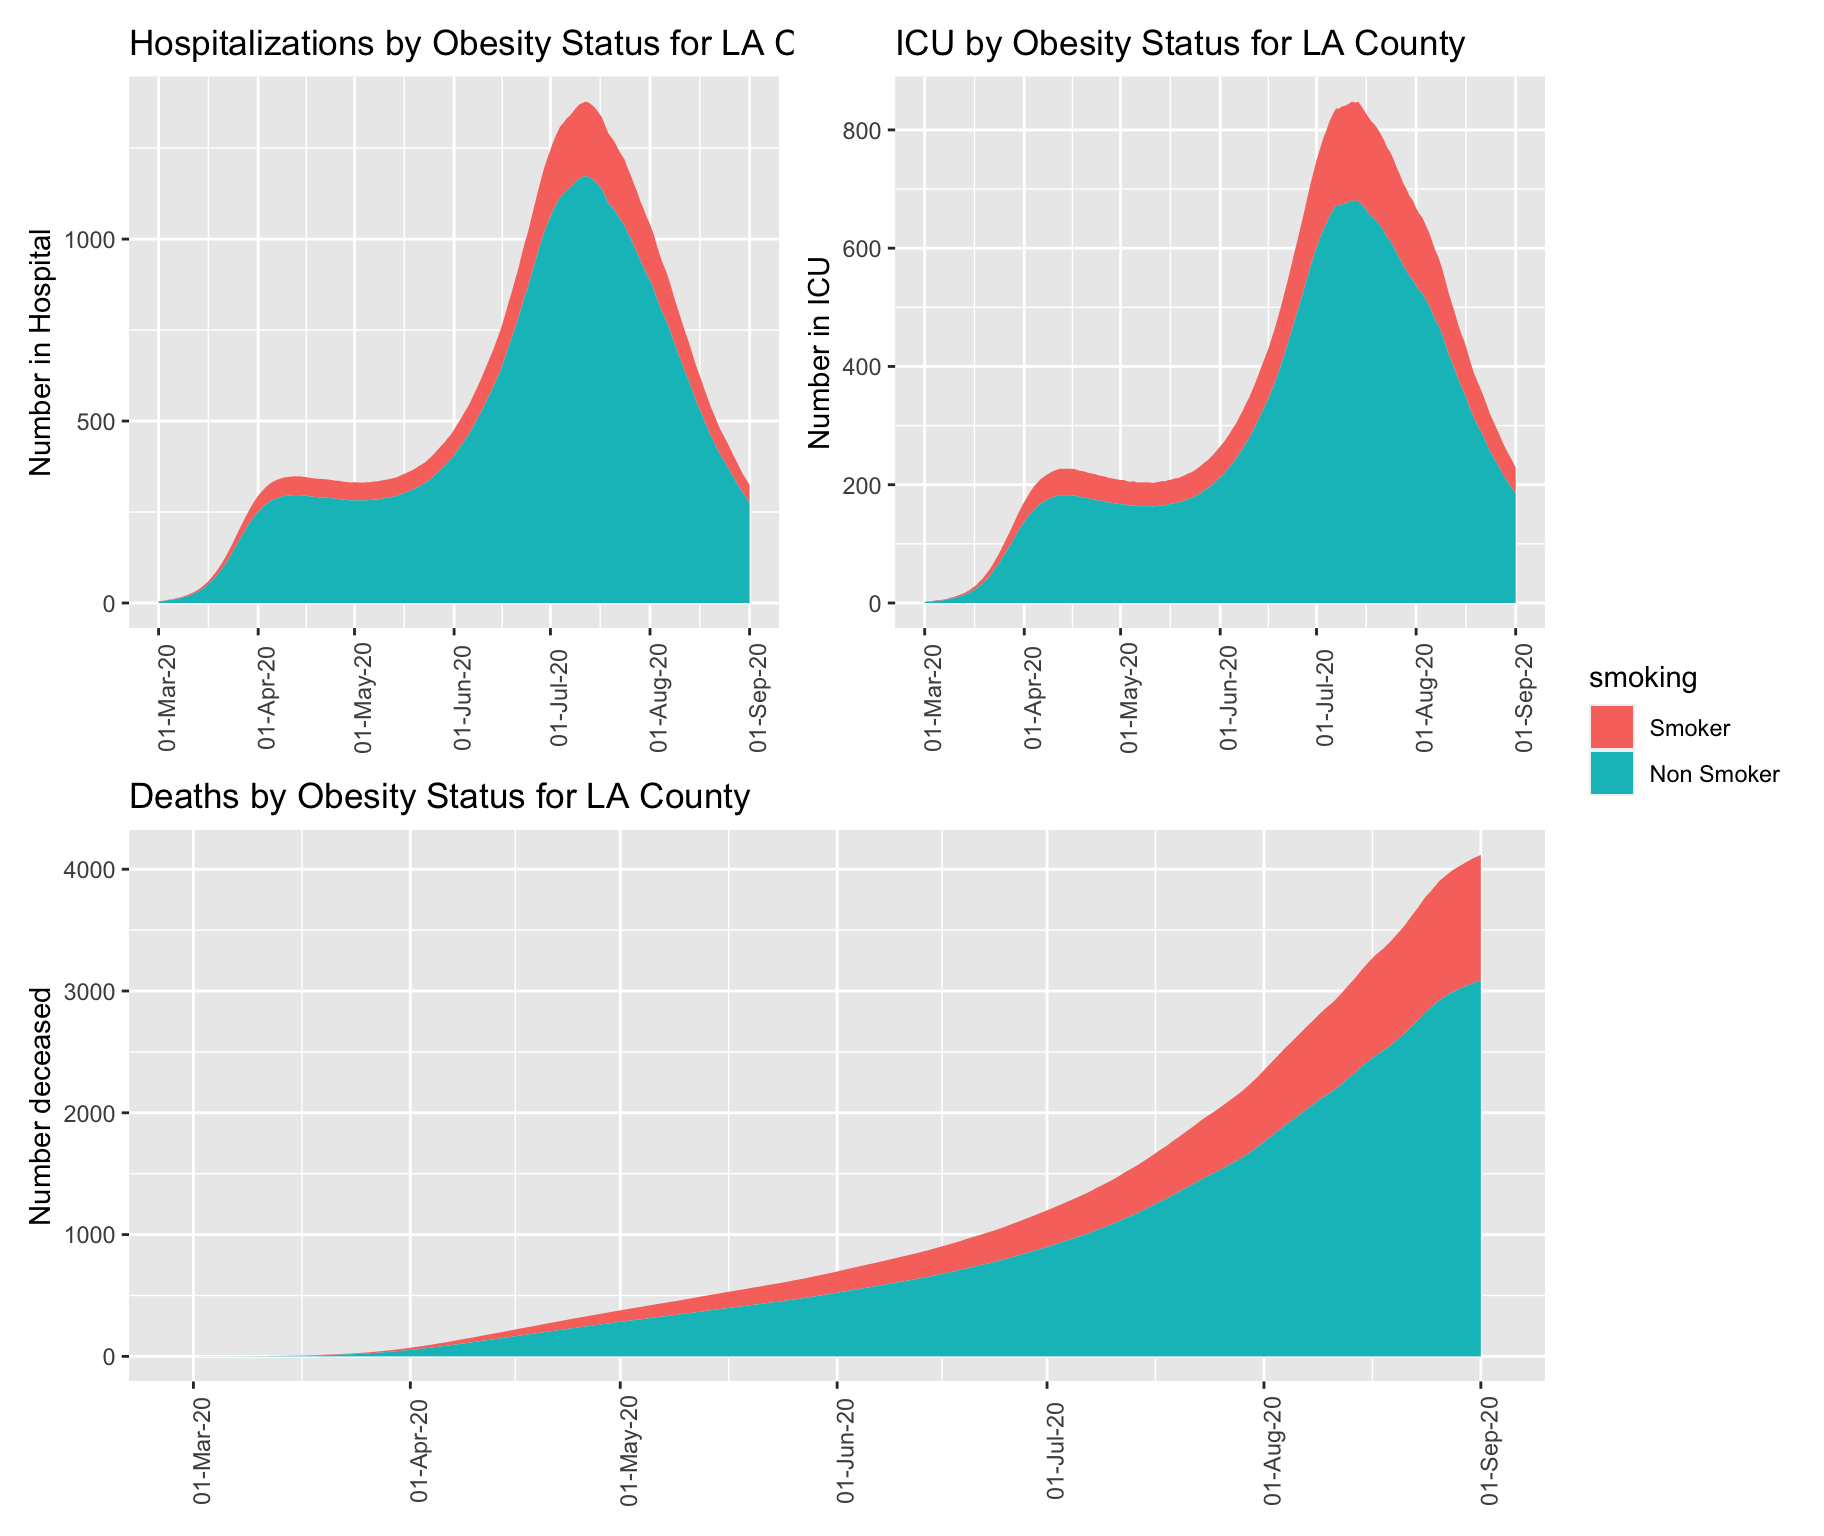 Hospitalizations by Obesity Status for LA C
Number in Hospital
1000
500
0
01-Mar-20
01-Apr-20
01-May-20
01-Jun-20
01-Jul-20
01-Aug-20
01-Sep-20
ICU by Obesity Status for LA County
Number in ICU
800
600
400
200
0
01-Mar-20
01-Apr-20
01-May-20
01-Jun-20
01-Jul-20
01-Aug-20
01-Sep-20
smoking
Smoker
Non Smoker
Deaths by Obesity Status for LA County
Number deceased
4000
3000
2000
1000
0
01-Mar-20
01-Apr-20
01-May-20
01-Jun-20
01-Jul-20
01-Aug-20
01-Sep-20